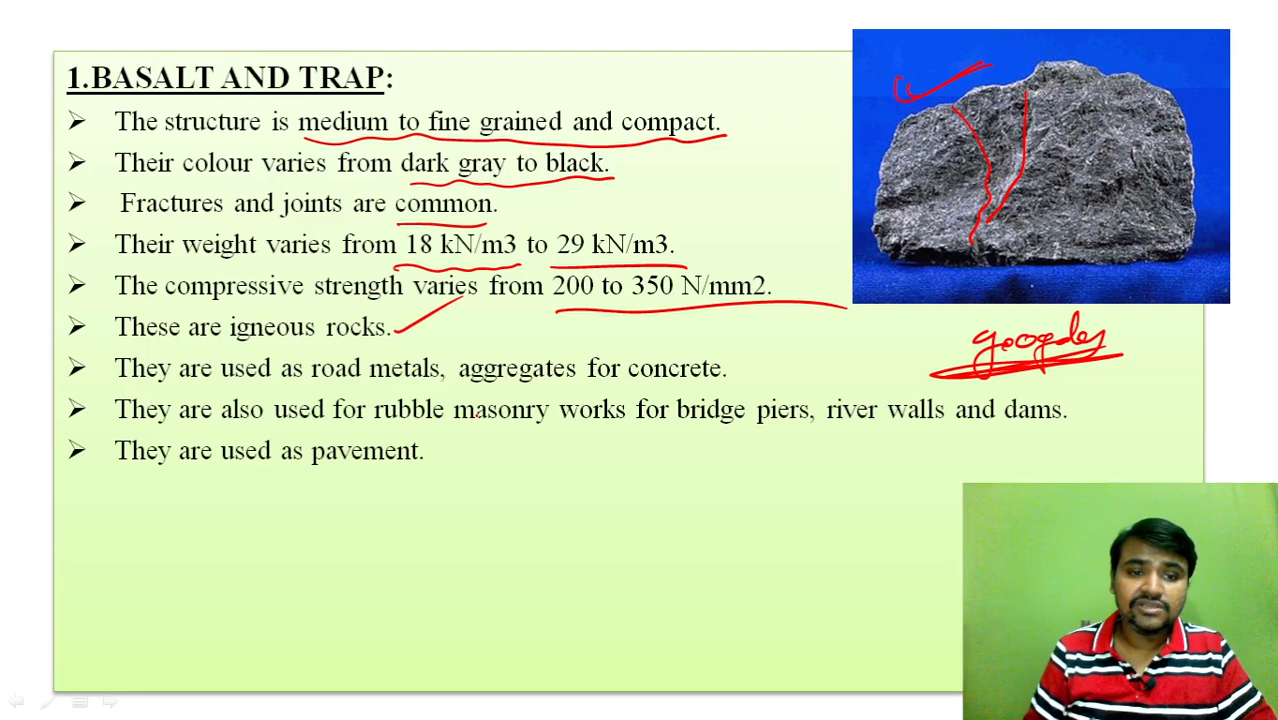 1.BASALT AND TRAP:
➢ The structure is medium to fine grained and compact.
➢ Their colour varies from dark gray to black.
➢ Fractures and joints are common.
➢ Their weight varies from 18 kN/m3 to 29 kN/m3.
➢ The compressive strength varies from 200 to 350 N/mm2.
➢ These are igneous rocks.
➢ They are used as road metals, aggregates for concrete.
➢ They are also used for rubble masonry works for bridge piers, river walls and dams.
➢ They are used as pavement.